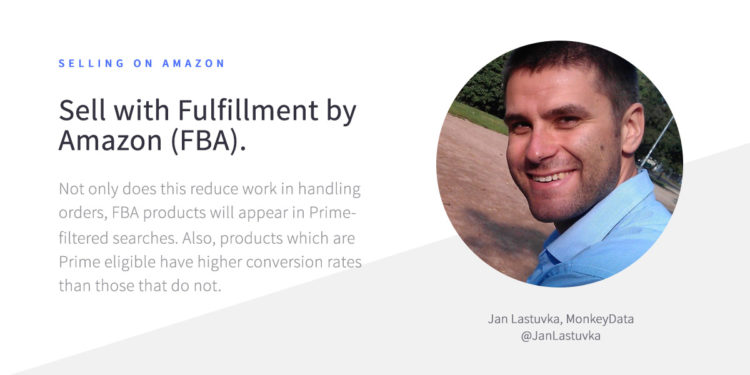 SELLING ON AMAZON
Sell with Fulfillment by
Amazon (FBA).
Not only does this reduce work in handling
orders, FBA products will appear in Prime-
filtered searches. Also, products which are
Prime eligible have higher conversion rates
than those that do not.
Jan Lastuvka, MonkeyData
@JanLastuvka